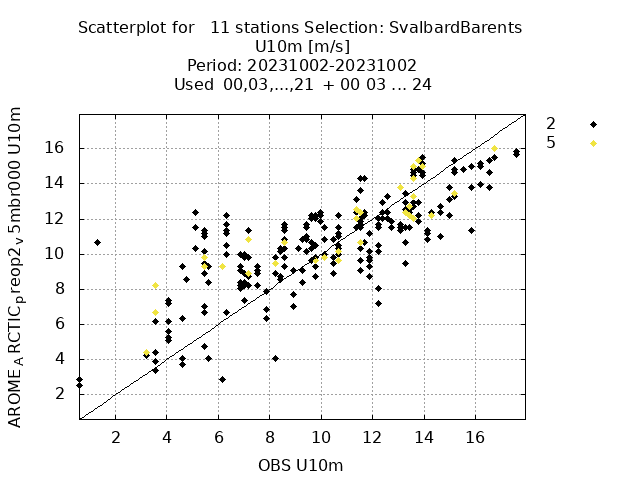 Scatterplot for 11 stations Selection: SvalbardBarents
U10m [m/s]
Period: 20231002-20231002
Used 00,03,...,21 + 00 03 ... 24
2
5
AROME_ARCTIC_preop2_v5mbr000 U10m
16
14
12
10
8
6
4
2
2 4 6 8 10 12 14 16
OBS U10m